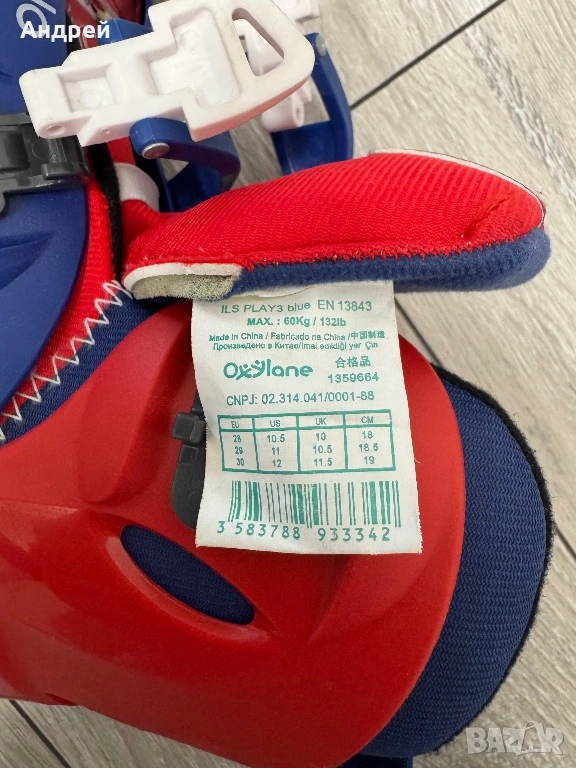 Андрей
ILS PLAY3 blue EN 13843
MAX. : 60Kg / 132lb
Made in China / Fabricado na China /中国制造
Произведено в Китае/Imal edildiği yer Çin
Oxylane
合格品
1359664
CNPJ: 02.314.041/0001-88
EU US UK CM
28 10.5 10 18
29 11 10.5 18.5
30 12 11.5 19
3 583788 933342
BAZAR